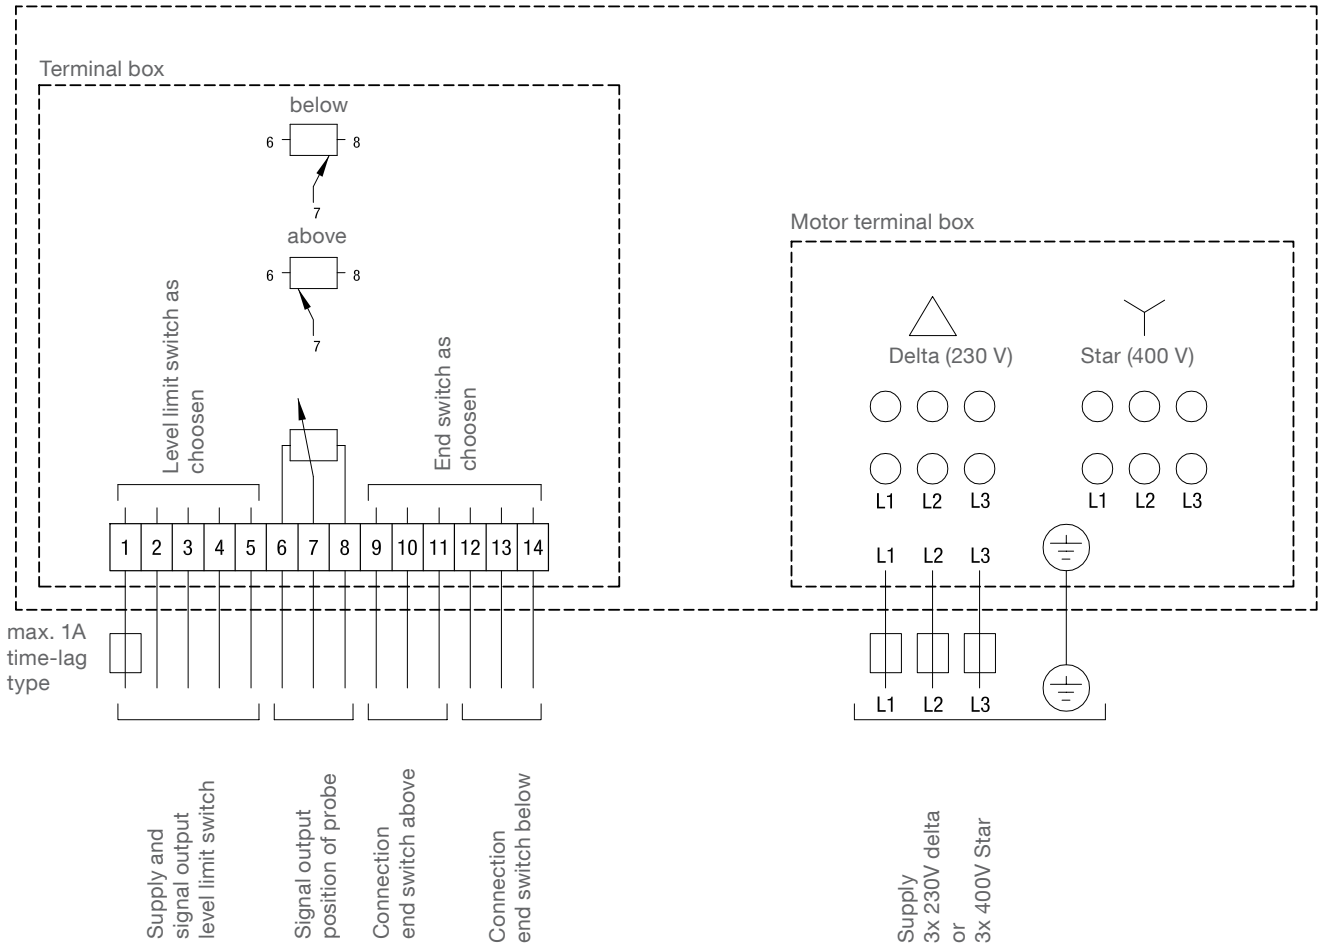 Terminal box
below
6 8
7
above
6 8
7
Level limit switch as
choosen
End switch as
choosen
1 2 3 4 5 6 7 8 9 10 11 12 13 14
max. 1A
time-lag
type
Supply and
signal output
level limit switch
Signal output
position of probe
Connection
end switch above
Connection
end switch below
Motor terminal box
Delta (230 V)
Star (400 V)
L1 L2 L3
L1 L2 L3
L1 L2 L3
L1 L2 L3
Supply
3x 230V delta
or
3x 400V Star